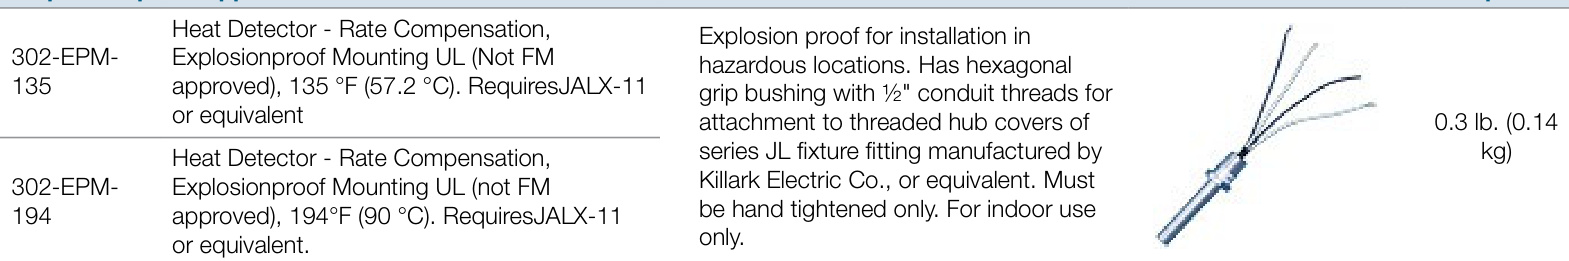 302-EPM-
135
Heat Detector - Rate Compensation,
Explosionproof Mounting UL (Not FM
approved), 135 °F (57.2 °C). RequiresJALX-11
or equivalent
302-EPM-
194
Heat Detector - Rate Compensation,
Explosionproof Mounting UL (not FM
approved), 194°F (90 °C). RequiresJALX-11
or equivalent.
Explosion proof for installation in
hazardous locations. Has hexagonal
grip bushing with ½" conduit threads for
attachment to threaded hub covers of
series JL fixture fitting manufactured by
Killark Electric Co., or equivalent. Must
be hand tightened only. For indoor use
only.
0.3 lb. (0.14
kg)